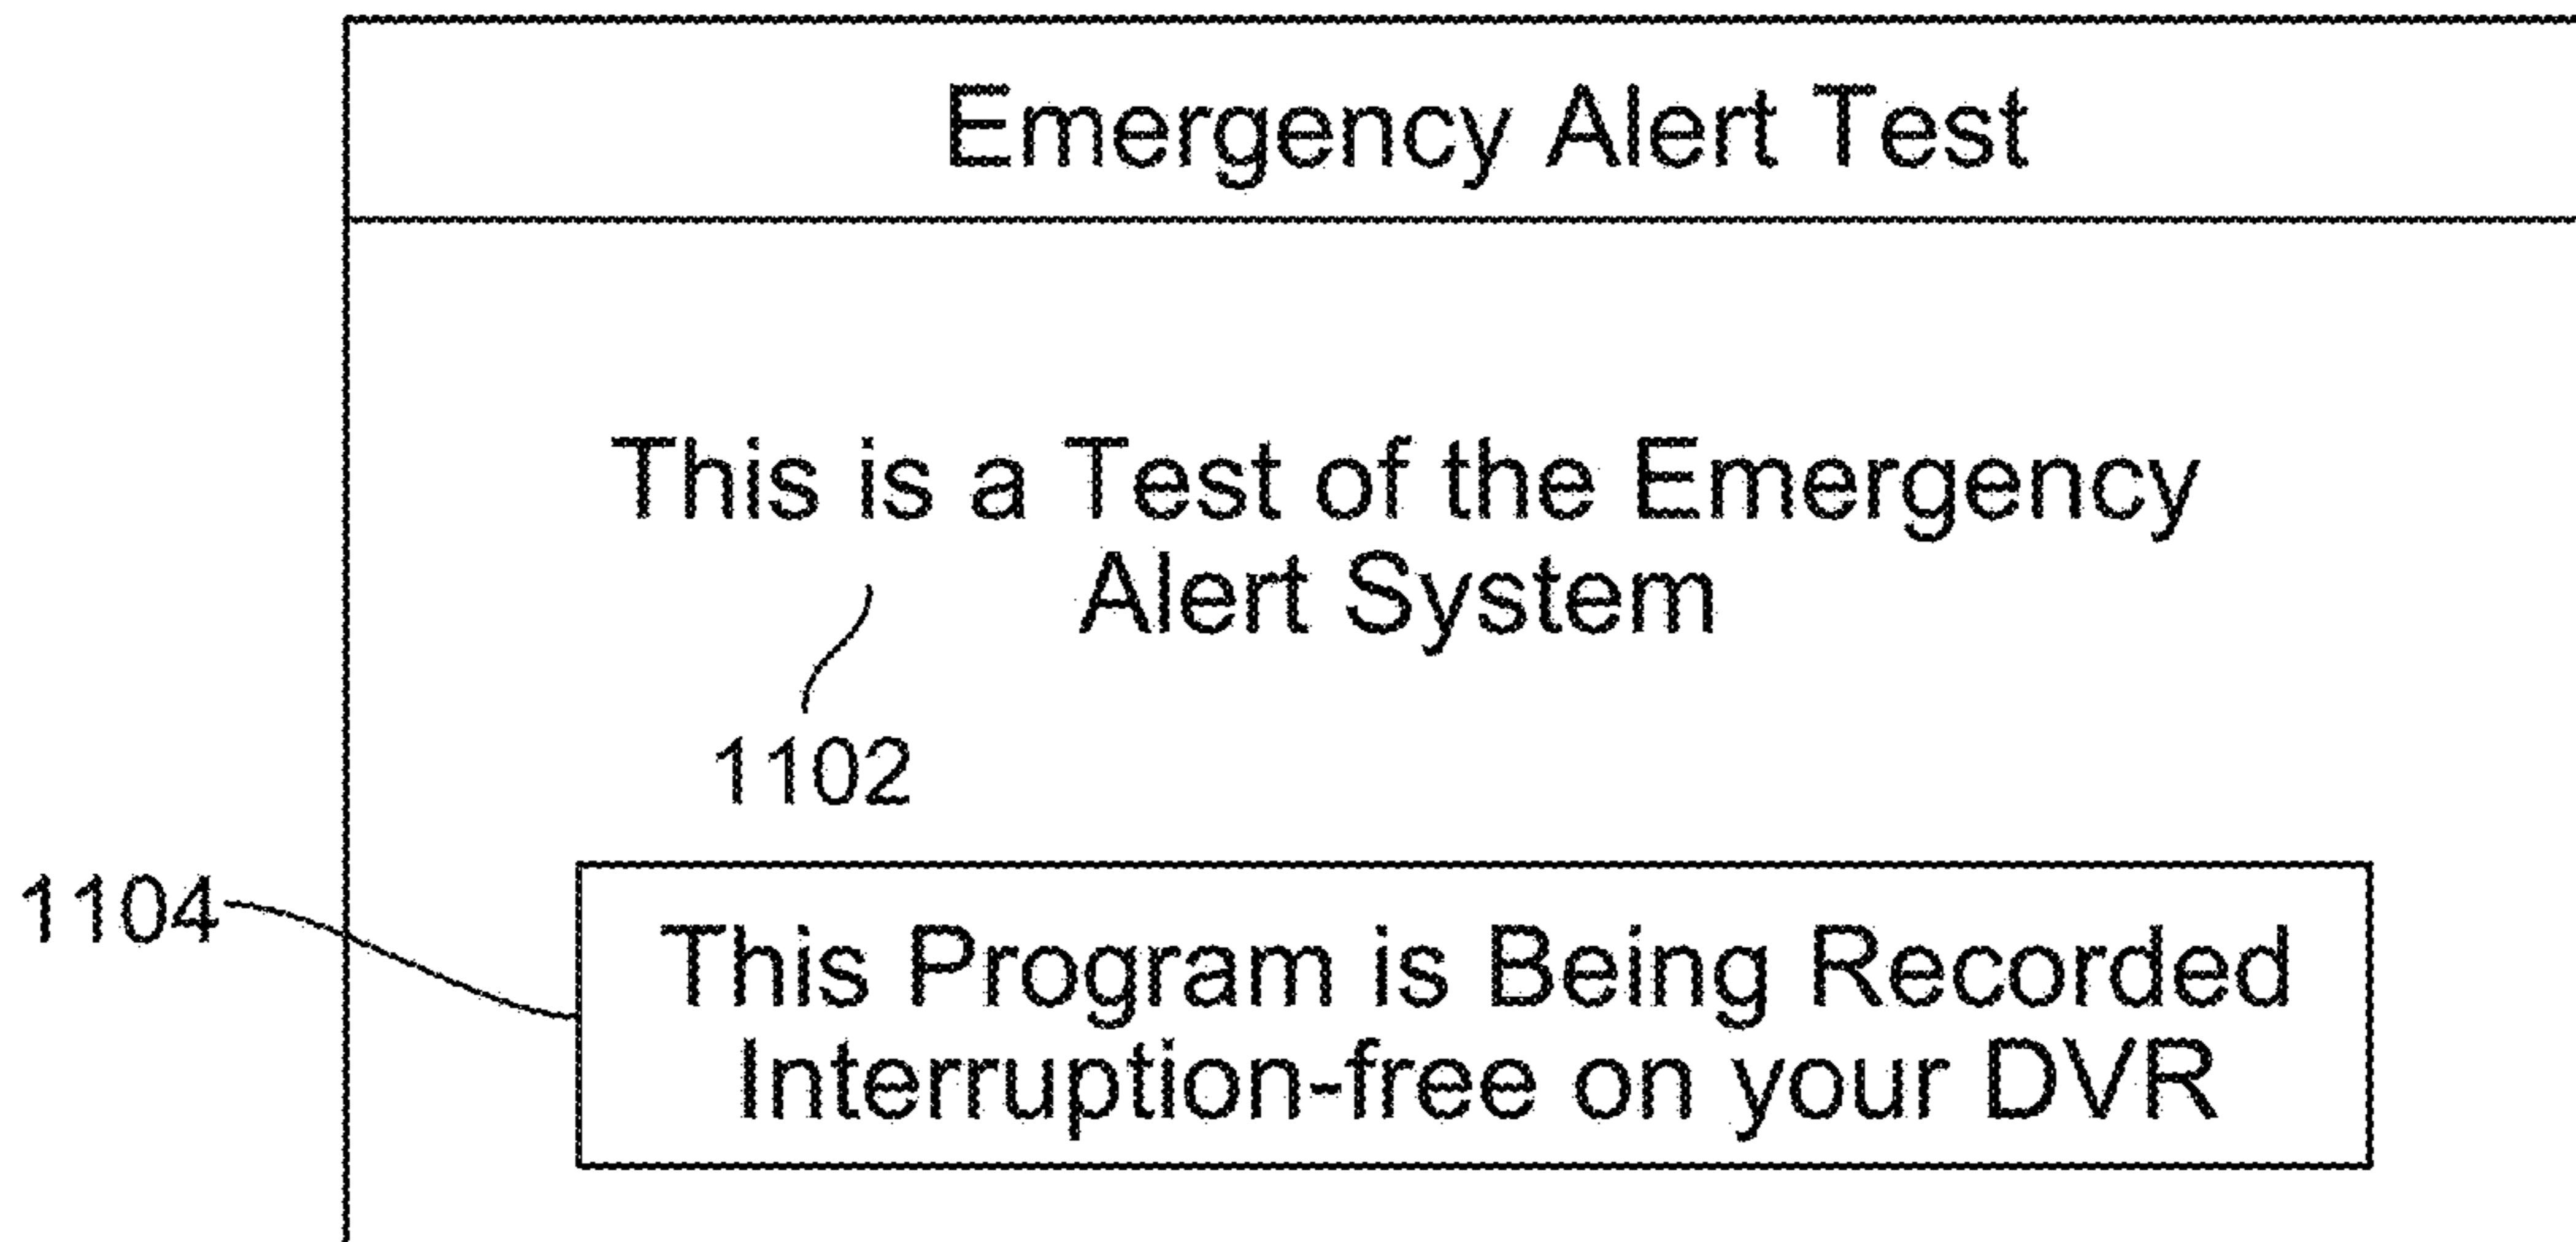 Emergency Alert Test
This is a Test of the Emergency
Alert System
1102
1104
This Program is Being Recorded
Interruption-free on your DVR